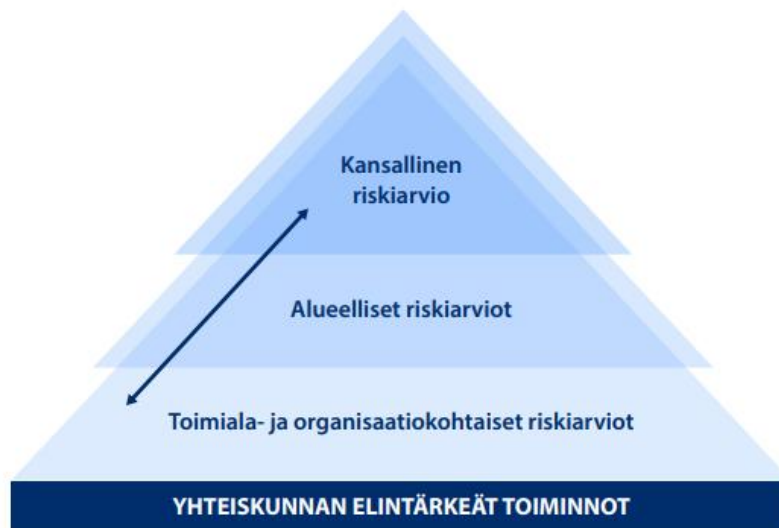 Kansallinen
riskiarvio
Alueelliset riskiarviot
Toimiala- ja organisaatiokohtaiset riskiarviot
YHTEISKUNNAN ELINTÄRKEÄT TOIMINNOT